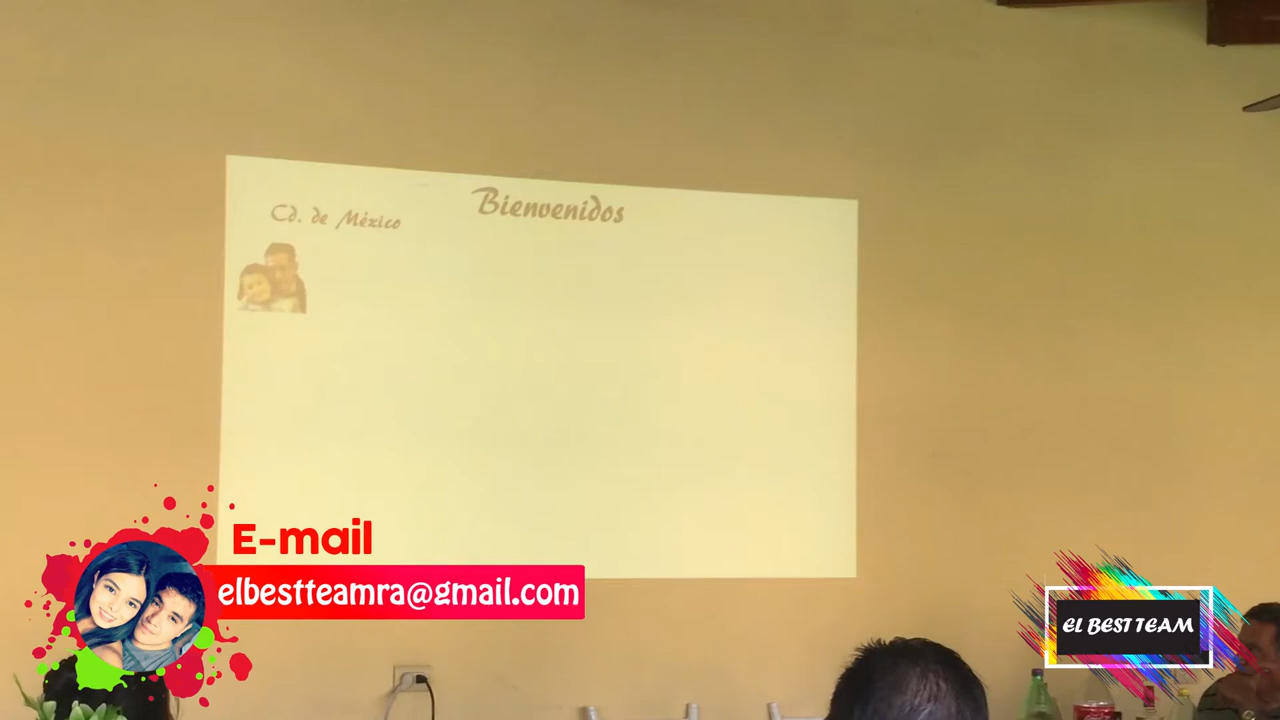 Bienvenidos
Cd. de México
E-mail
elbestteamra@gmail.com
EL BEST TEAM